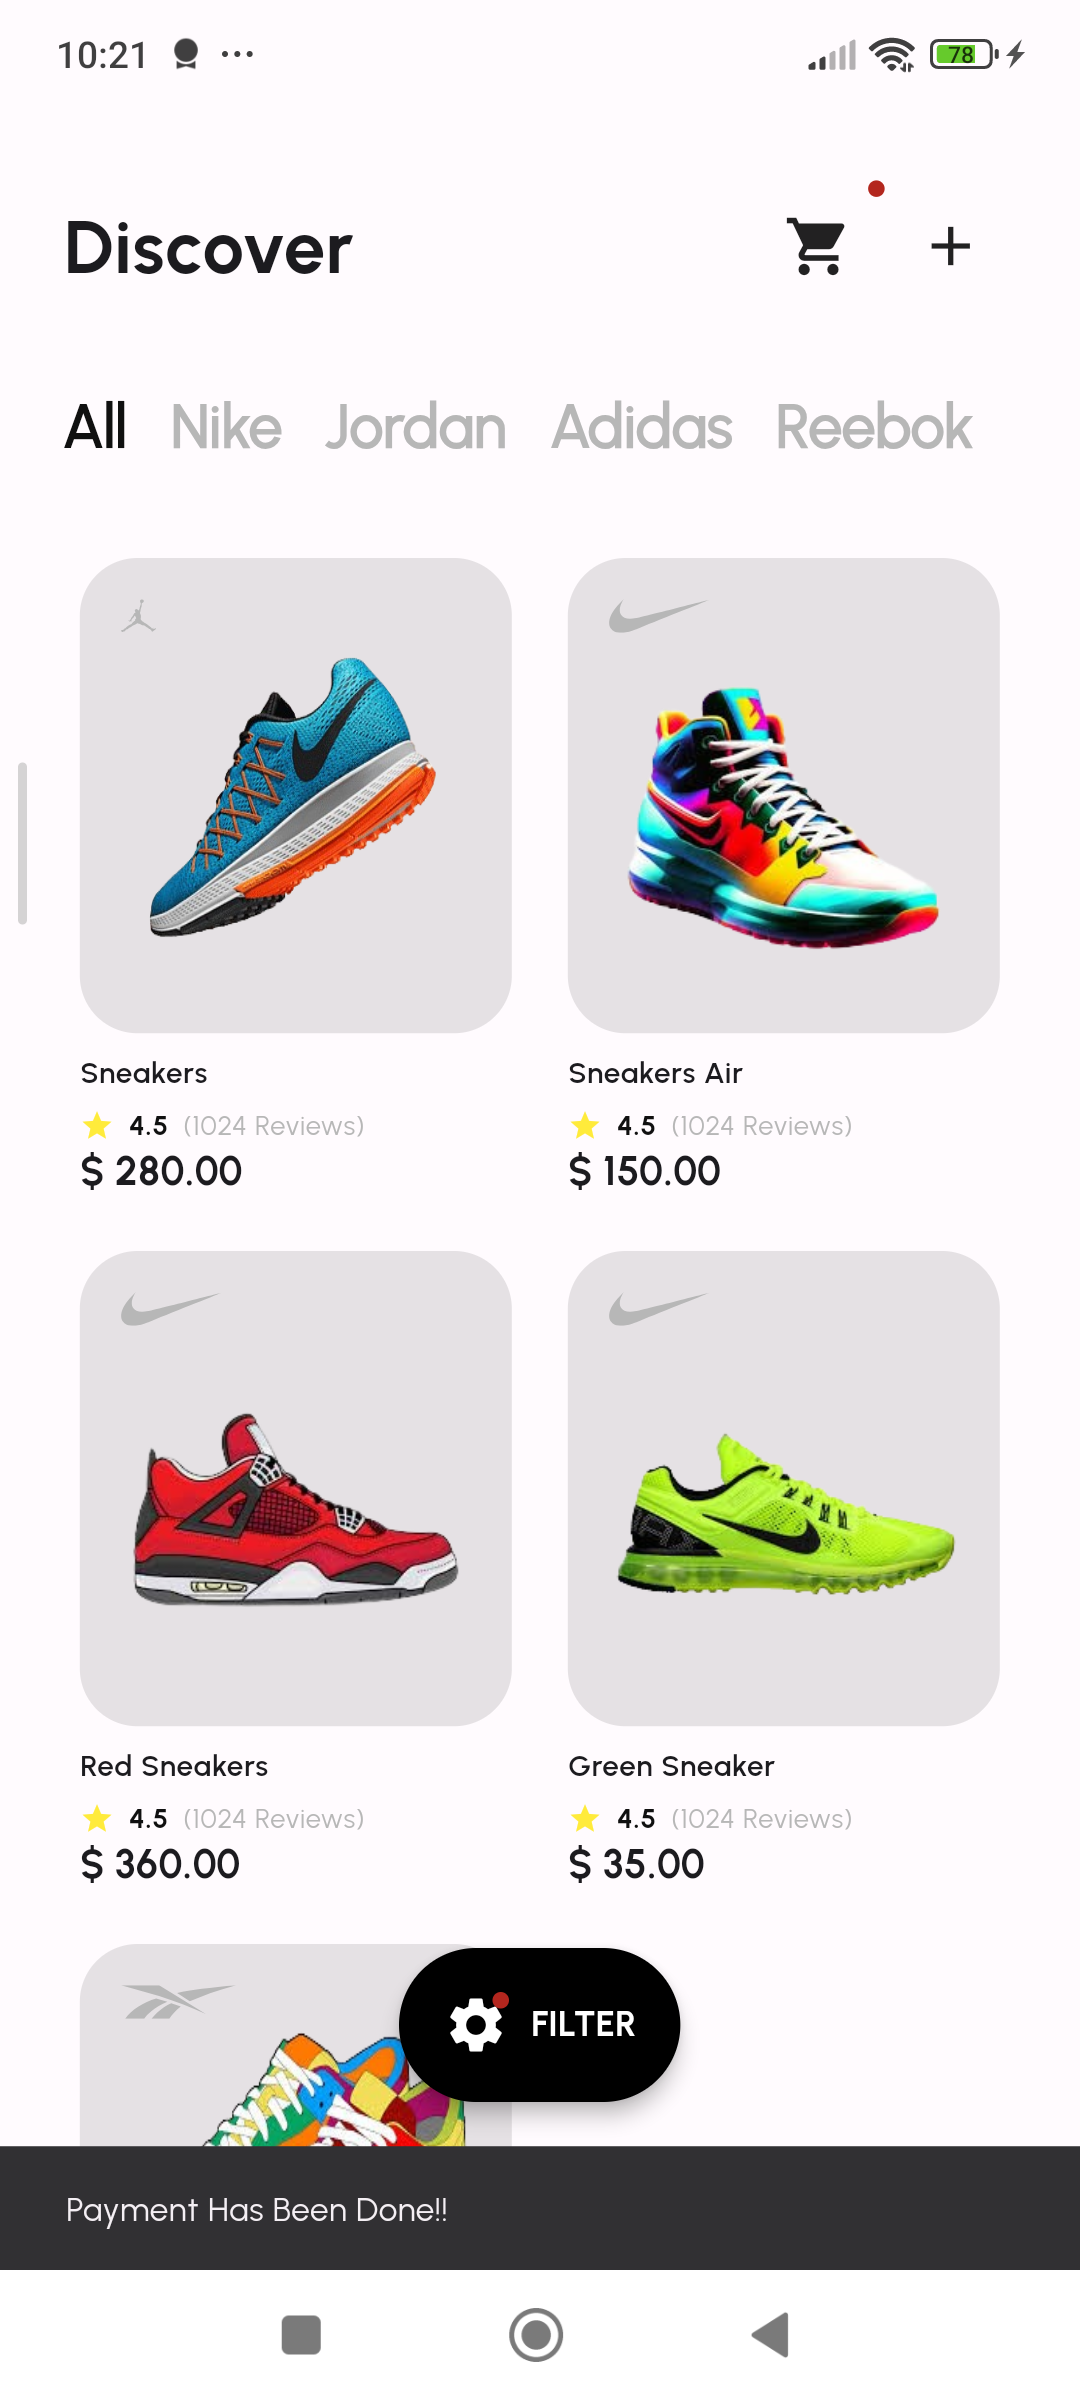 10:21
78
Discover
All Nike Jordan Adidas Reebok
Sneakers
4.5 (1024 Reviews)
$ 280.00
Sneakers Air
4.5 (1024 Reviews)
$ 150.00
Red Sneakers
4.5 (1024 Reviews)
$ 360.00
Green Sneaker
4.5 (1024 Reviews)
$ 35.00
FILTER
Payment Has Been Done!!